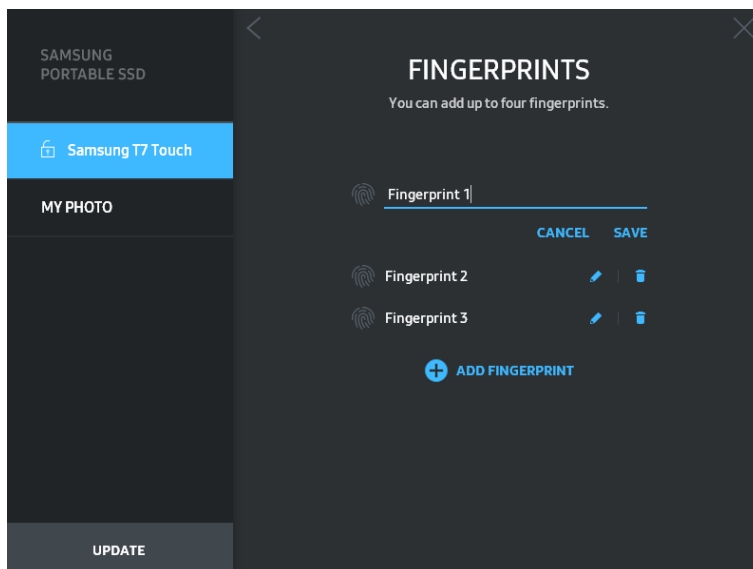 SAMSUNG
PORTABLE SSD
Samsung T7 Touch
MY PHOTO
UPDATE
FINGERPRINTS
You can add up to four fingerprints.
Fingerprint 1
CANCEL SAVE
Fingerprint 2
Fingerprint 3
ADD FINGERPRINT